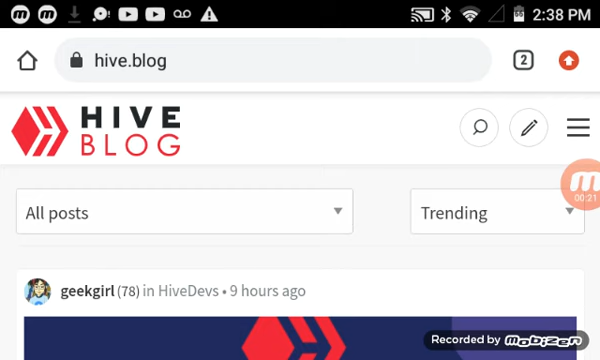 2:38 PM
hive.blog
2
HIVE
BLOG
All posts
Trending
00:21
geekgirl (78) in HiveDevs • 9 hours ago
Recorded by mobizen